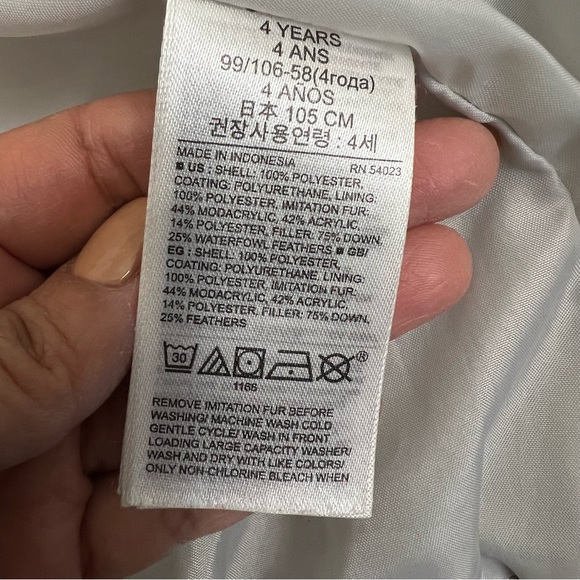 4 YEARS
4 ANS
99/106-58(4года)
4 AÑOS
日本 105 CM
권장사용연령 : 4세
MADE IN INDONESIA RN 54023
■ US : SHELL: 100% POLYESTER,
COATING: POLYURETHANE, LINING:
100% POLYESTER, IMITATION FUR:
44% MODACRYLIC, 42% ACRYLIC,
14% POLYESTER, FILLER: 75% DOWN,
25% WATERFOWL FEATHERS ■ GB/
EG : SHELL: 100% POLYESTER,
COATING: POLYURETHANE, LINING:
100% POLYESTER, IMITATION FUR:
44% MODACRYLIC, 42% ACRYLIC,
14% POLYESTER, FILLER: 75% DOWN,
25% FEATHERS
30 ®
1166
REMOVE IMITATION FUR BEFORE
WASHING/ MACHINE WASH COLD
GENTLE CYCLE/ WASH IN FRONT
LOADING LARGE CAPACITY WASHER/
WASH AND DRY WITH LIKE COLORS/
ONLY NON-CHLORINE BLEACH WHEN